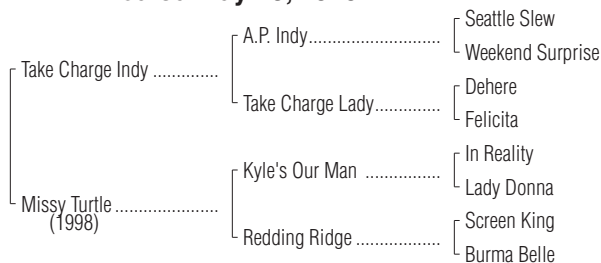 Seattle Slew
A.P. Indy
Weekend Surprise
Take Charge Indy
Dehere
Take Charge Lady
Felicita
In Reality
Kyle's Our Man
Lady Donna
Missy Turtle
(1998)
Screen King
Redding Ridge
Burma Belle